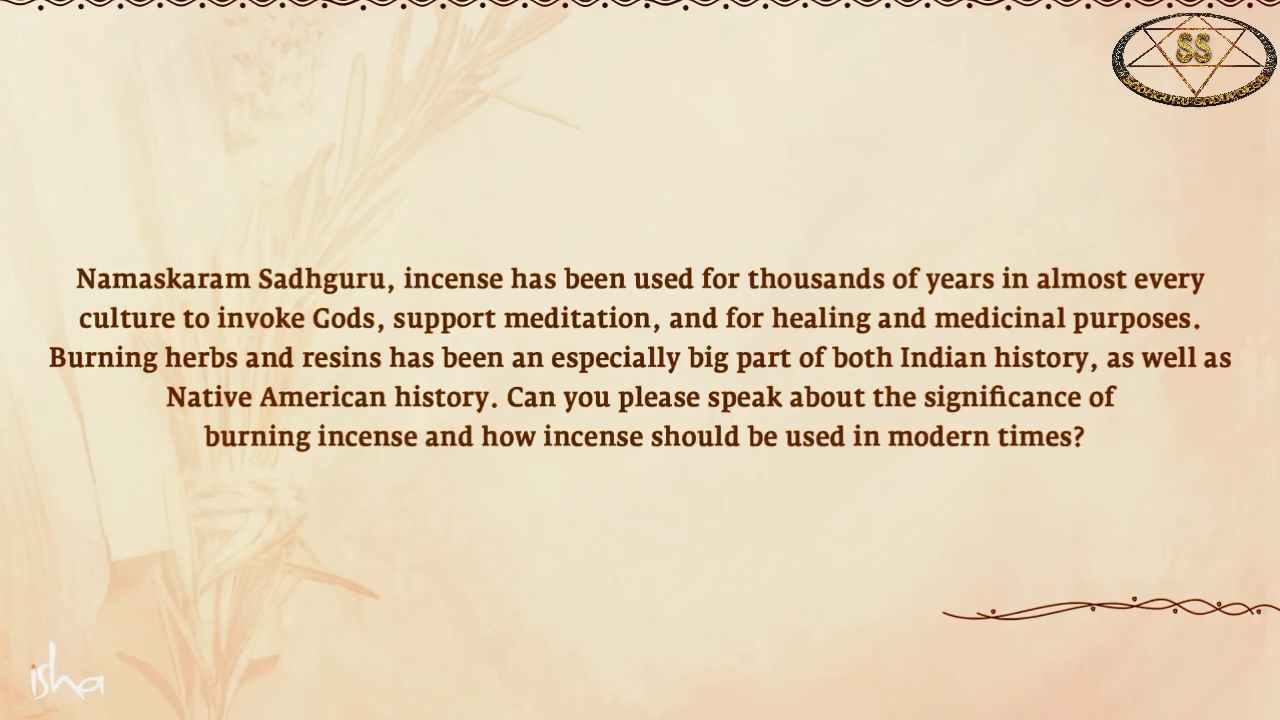 SS
Namaskaram Sadhguru, incense has been used for thousands of years in almost every
culture to invoke Gods, support meditation, and for healing and medicinal purposes.
Burning herbs and resins has been an especially big part of both Indian history, as well as
Native American history. Can you please speak about the significance of
burning incense and how incense should be used in modern times?
isha